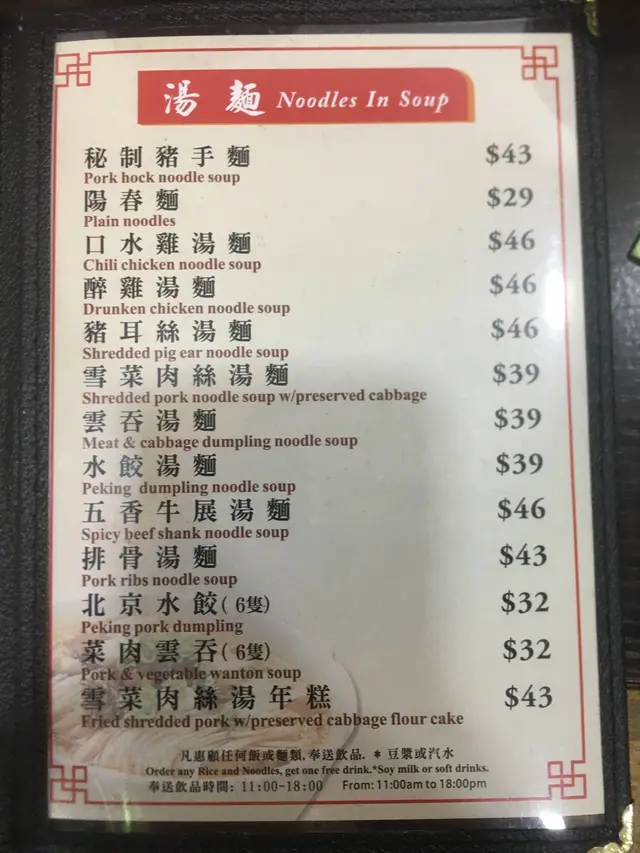 湯麵 Noodles In Soup
秘制豬手麵 $43
Pork hock noodle soup
陽春麵 $29
Plain noodles
口水雞湯麵 $46
Chili chicken noodle soup
醉雞湯麵 $46
Drunken chicken noodle soup
豬耳絲湯麵 $46
Shredded pig ear noodle soup
雪菜肉絲湯麵 $39
Shredded pork noodle soup w/preserved cabbage
雲吞湯麵 $39
Meat & cabbage dumpling noodle soup
水餃湯麵 $39
Peking dumpling noodle soup
五香牛展湯麵 $46
Spicy beef shank noodle soup
排骨湯麵 $43
Pork ribs noodle soup
北京水餃(6隻) $32
Peking pork dumpling
菜肉雲吞(6隻) $32
Pork & vegetable wanton soup
雪菜肉絲湯年糕 $43
Fried shredded pork w/preserved cabbage flour cake
凡惠顧任何飯或麵類,奉送飲品. * 豆漿或汽水
Order any Rice and Noodles, get one free drink.*Soy milk or soft drinks.
奉送飲品時間: 11:00-18:00 From: 11:00am to 18:00pm